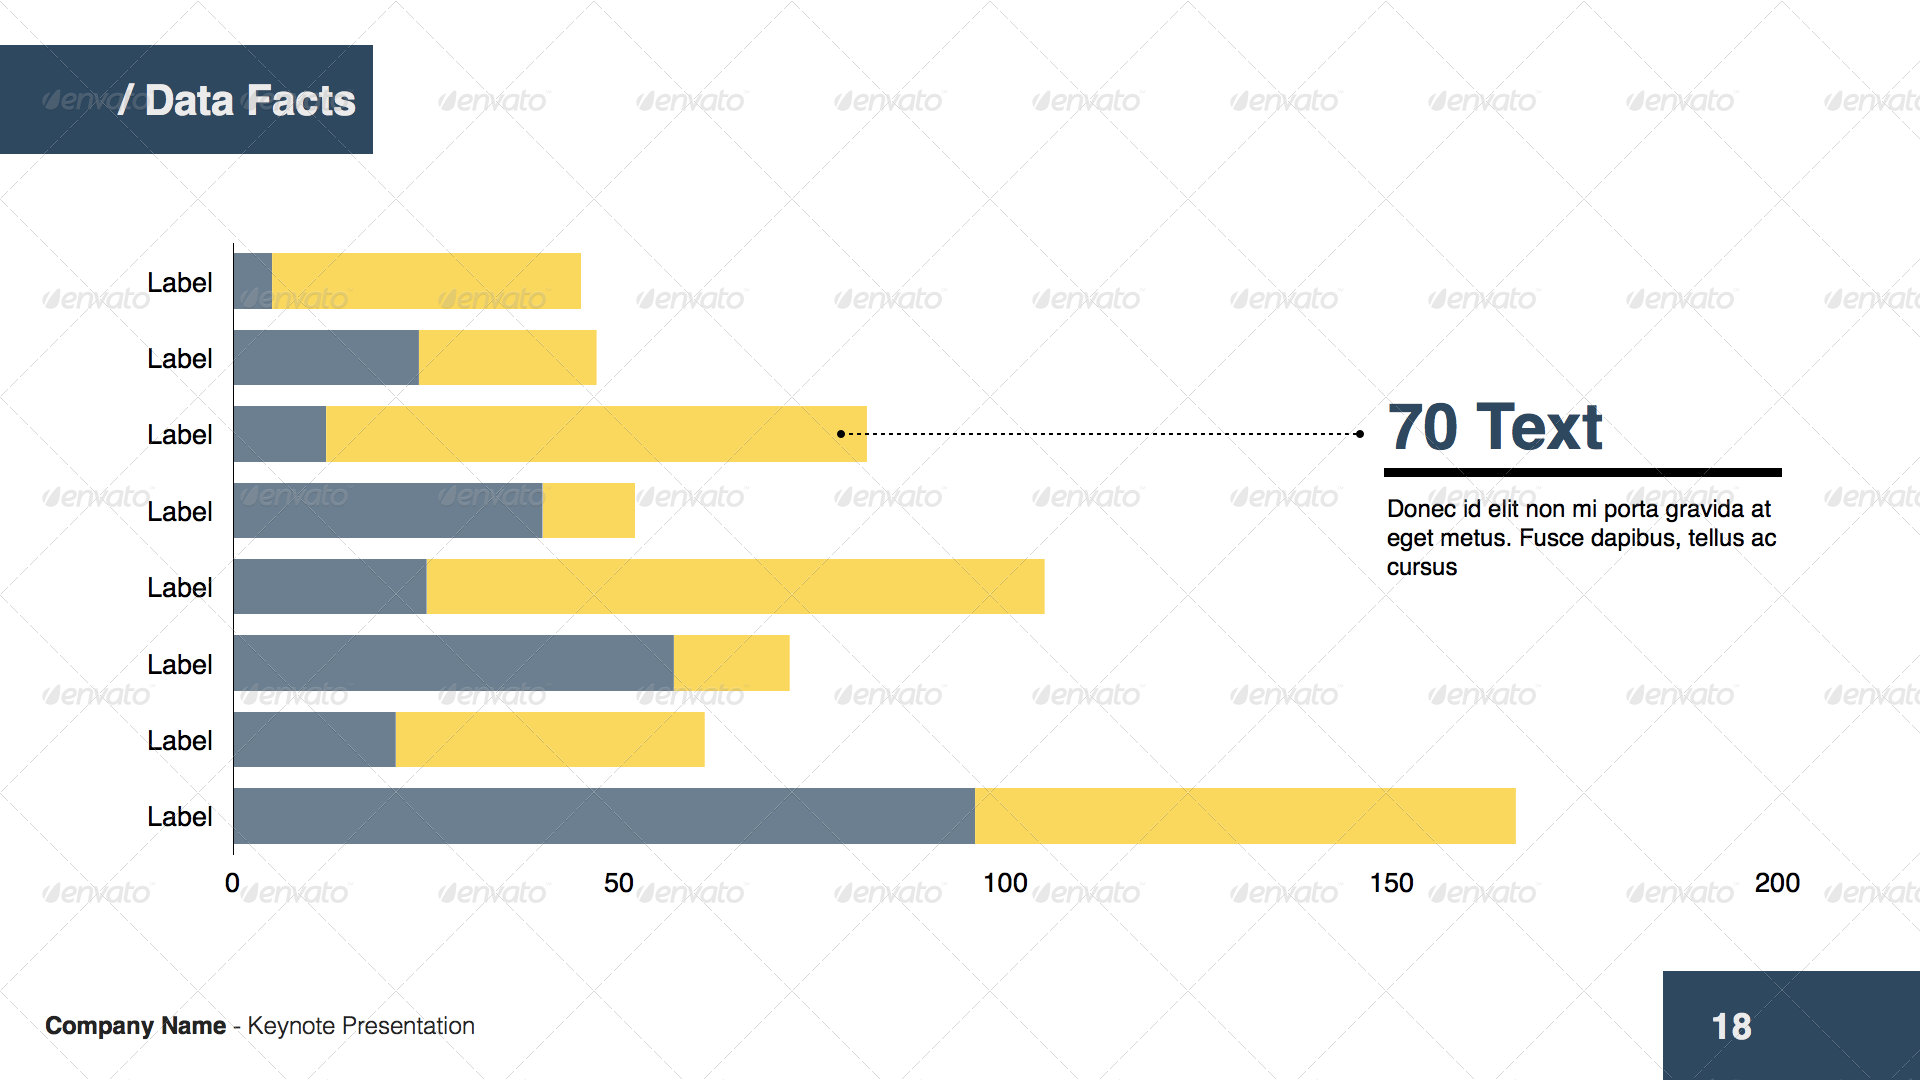 / Data Facts
Label
Label
Label
70 Text
Label
Donec id elit non mi porta gravida at
eget metus. Fusce dapibus, tellus ac
cursus
Label
Label
Label
Label
0 50 100 150 200
Company Name - Keynote Presentation
18
envato